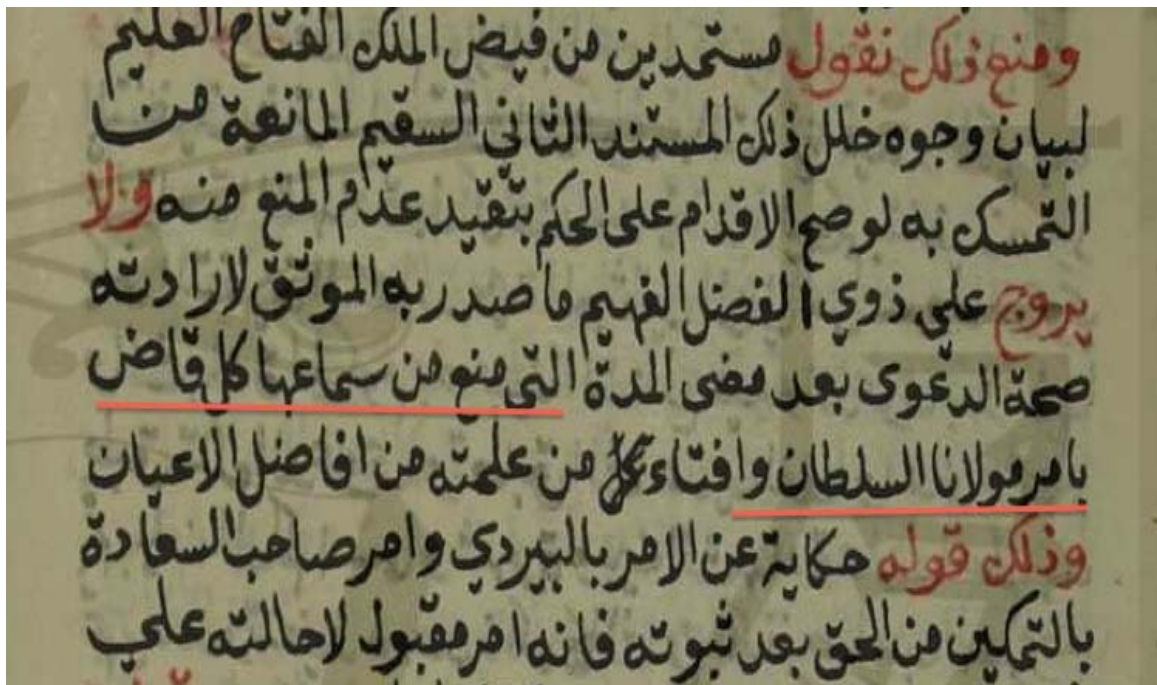 ومنع ذلك نقول مستمدين من فيض الملك الفتاح العليم
لبيان وجوه خلل ذلك المستند الثاني السقيم المانعة من
التمسك به لو صح الاقدام على الحكم بتقييد عدم المنع منه ولا
يروج علي ذوي الفضل الفهيم ما صدر به الموثق لارادته
صحة الدعوى بعد مضى المدة التي منع من سماعها كل قاض
بامر مولانا السلطان وافتاء كل من علمته من افاضل الاعيان
وذلك قوله حكاية عن الامر بالبيردي وامر صاحب السعادة
بالتمكين من الحق بعد ثبوته فانه امر مقبول لاحالته علي